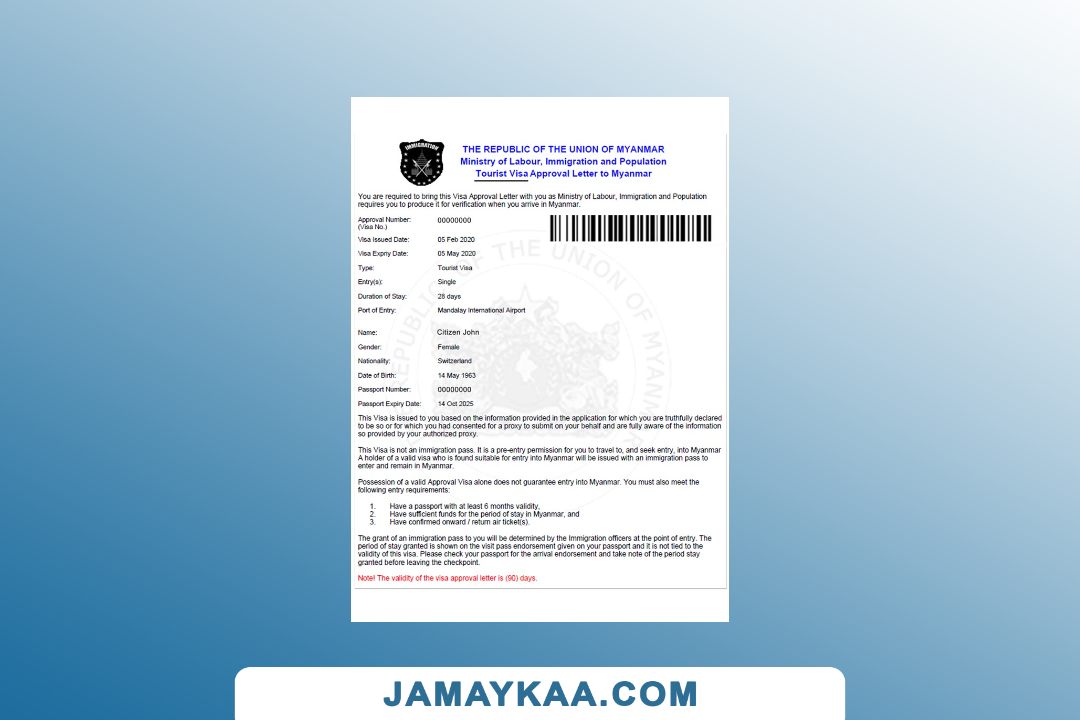 IMMIGRATION
THE REPUBLIC OF THE UNION OF MYANMAR
Ministry of Labour, Immigration and Population
Tourist Visa Approval Letter to Myanmar
You are required to bring this Visa Approval Letter with you as Ministry of Labour, Immigration and Population
requires you to produce it for verification when you arrive in Myanmar.
Approval Number: 00000000
(Visa No.)
Visa Issued Date: 05 Feb 2020
Visa Expiry Date: 05 May 2020
Type: Tourist Visa
Entry(s): Single
Duration of Stay: 28 days
Port of Entry: Mandalay International Airport
Name: Citizen John
Gender: Female
Nationality: Switzerland
Date of Birth: 14 May 1963
Passport Number: 00000000
Passport Expiry Date: 14 Oct 2025
REPUBLIC OF THE UNION OF MYANMAR
This Visa is issued to you based on the information provided in the application for which you are truthfully declared
to be so or for which you had consented for a proxy to submit on your behalf and are fully aware of the information
so provided by your authorized proxy.
This Visa is not an immigration pass. It is a pre-entry permission for you to travel to, and seek entry, into Myanmar
A holder of a valid visa who is found suitable for entry into Myanmar will be issued with an immigration pass to
enter and remain in Myanmar.
Possession of a valid Approval Visa alone does not guarantee entry into Myanmar. You must also meet the
following entry requirements:
1. Have a passport with at least 6 months validity,
2. Have sufficient funds for the period of stay in Myanmar, and
3. Have confirmed onward / return air ticket(s).
The grant of an immigration pass to you will be determined by the Immigration officers at the point of entry. The
period of stay granted is shown on the visit pass endorsement given on your passport and it is not tied to the
validity of this visa. Please check your passport for the arrival endorsement and take note of the period stay
granted before leaving the checkpoint.
Note! The validity of the visa approval letter is (90) days.
JAMAYKAA.COM